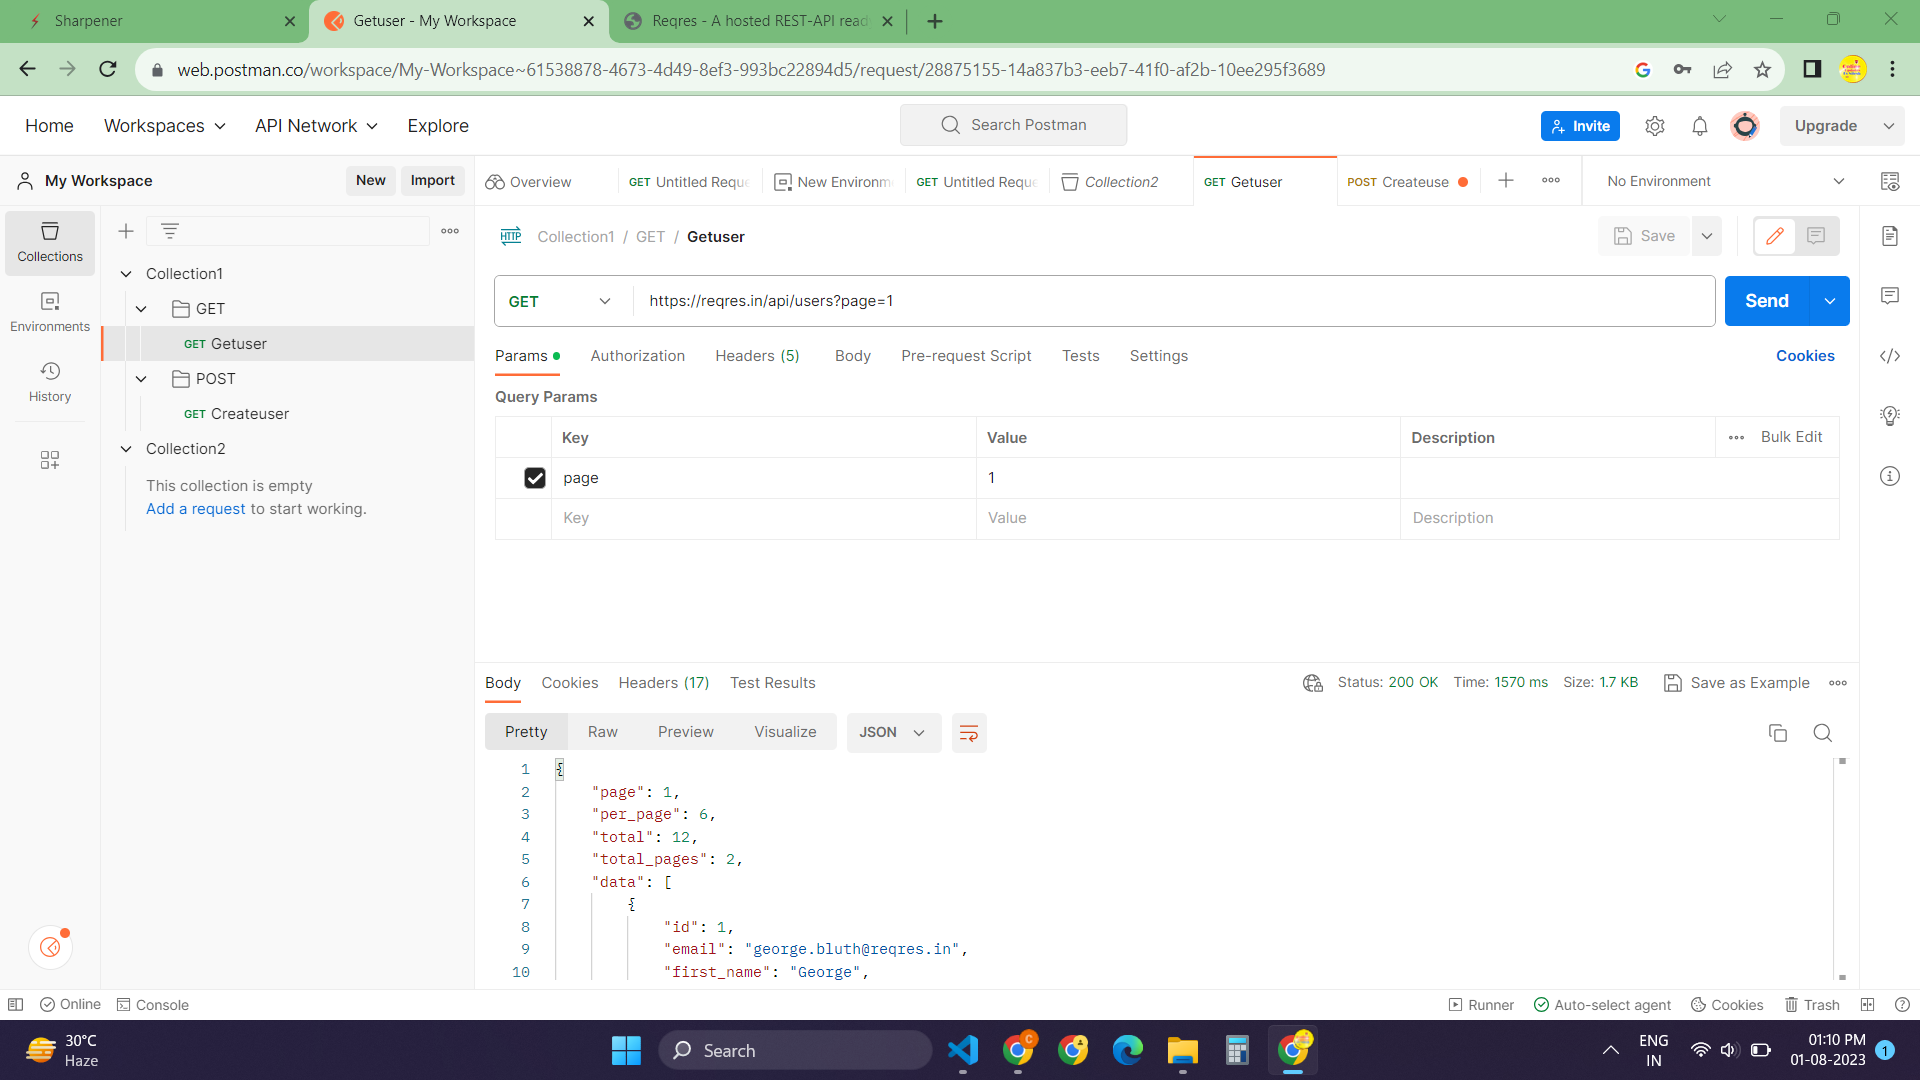 Sharpener
Getuser - My Workspace
Reqres - A hosted REST-API read
web.postman.co/workspace/My-Workspace~61538878-4673-4d49-8ef3-993bc22894d5/request/28875155-14a837b3-eeb7-41f0-af2b-10ee295f3689
Home Workspaces API Network Explore
Search Postman
Invite
Upgrade
My Workspace New Import
Overview GET Untitled Reque New Environm GET Untitled Reque Collection2 GET Getuser POST Createuse No Environment
Collections
Environments
History
Collection1
GET
GET Getuser
POST
GET Createuser
Collection2
This collection is empty
Add a request to start working.
HTTP Collection1 / GET / Getuser
Save
GET https://reqres.in/api/users?page=1 Send
Params Authorization Headers (5) Body Pre-request Script Tests Settings Cookies
Query Params
Key Value Description Bulk Edit
page 1
Key Value Description
Body Cookies Headers (17) Test Results Status: 200 OK Time: 1570 ms Size: 1.7 KB Save as Example
Pretty Raw Preview Visualize JSON
1 {
2 "page": 1,
3 "per_page": 6,
4 "total": 12,
5 "total_pages": 2,
6 "data": [
7 {
8 "id": 1,
9 "email": "george.bluth@reqres.in",
10 "first_name": "George",
Online Console Runner Auto-select agent Cookies Trash
30°C
Haze
Search
C
ENG
IN
01:10 PM
01-08-2023
1